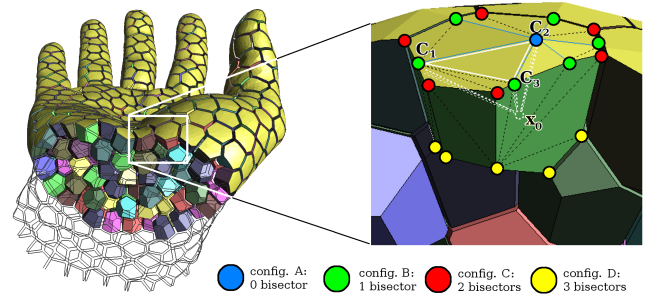 C₂
C₁
C₃
x₀
config. A:
0 bisector
config. B:
1 bisector
config. C:
2 bisectors
config. D:
3 bisectors